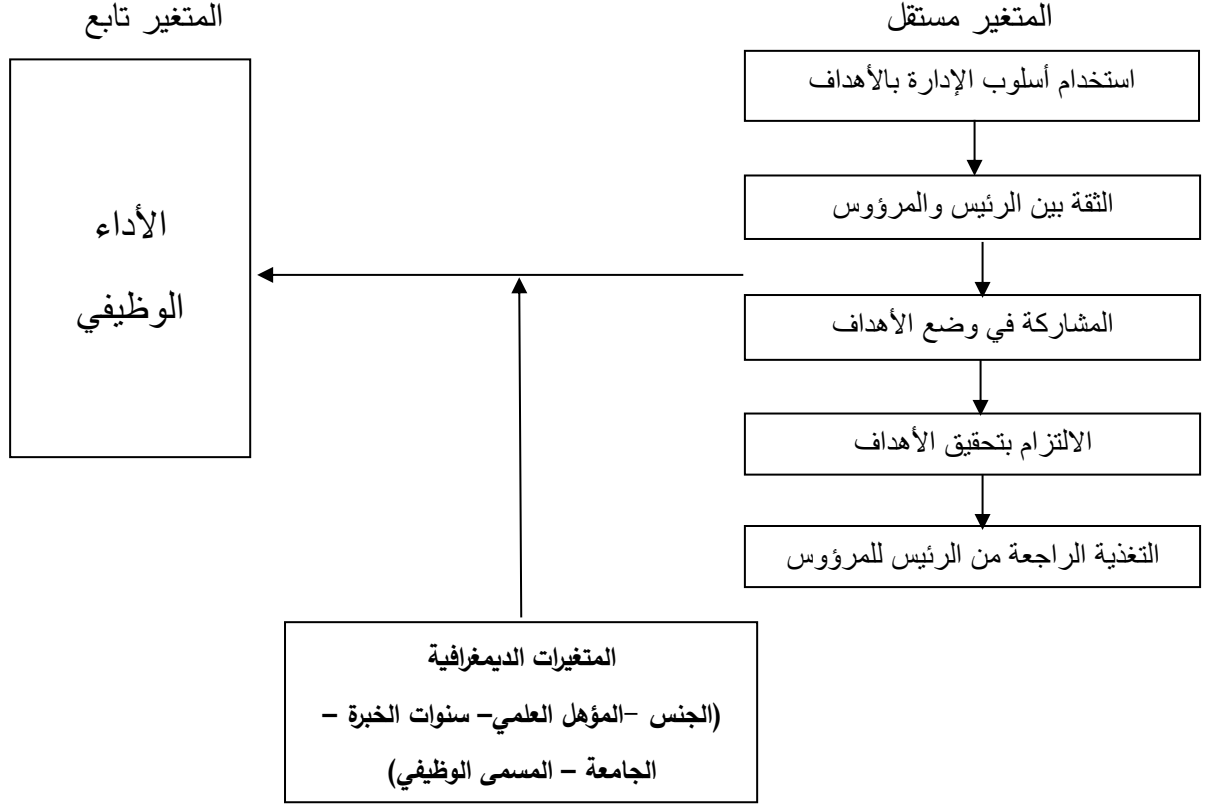 المتغير مستقل
المتغير تابع
استخدام أسلوب الإدارة بالأهداف
الثقة بين الرئيس والمرؤوس
المشاركة في وضع الأهداف
الالتزام بتحقيق الأهداف
التغذية الراجعة من الرئيس للمرؤوس
الأداء
الوظيفي
المتغيرات الديمغرافية
(الجنس –المؤهل العلمي– سنوات الخبرة –
الجامعة – المسمى الوظيفي)